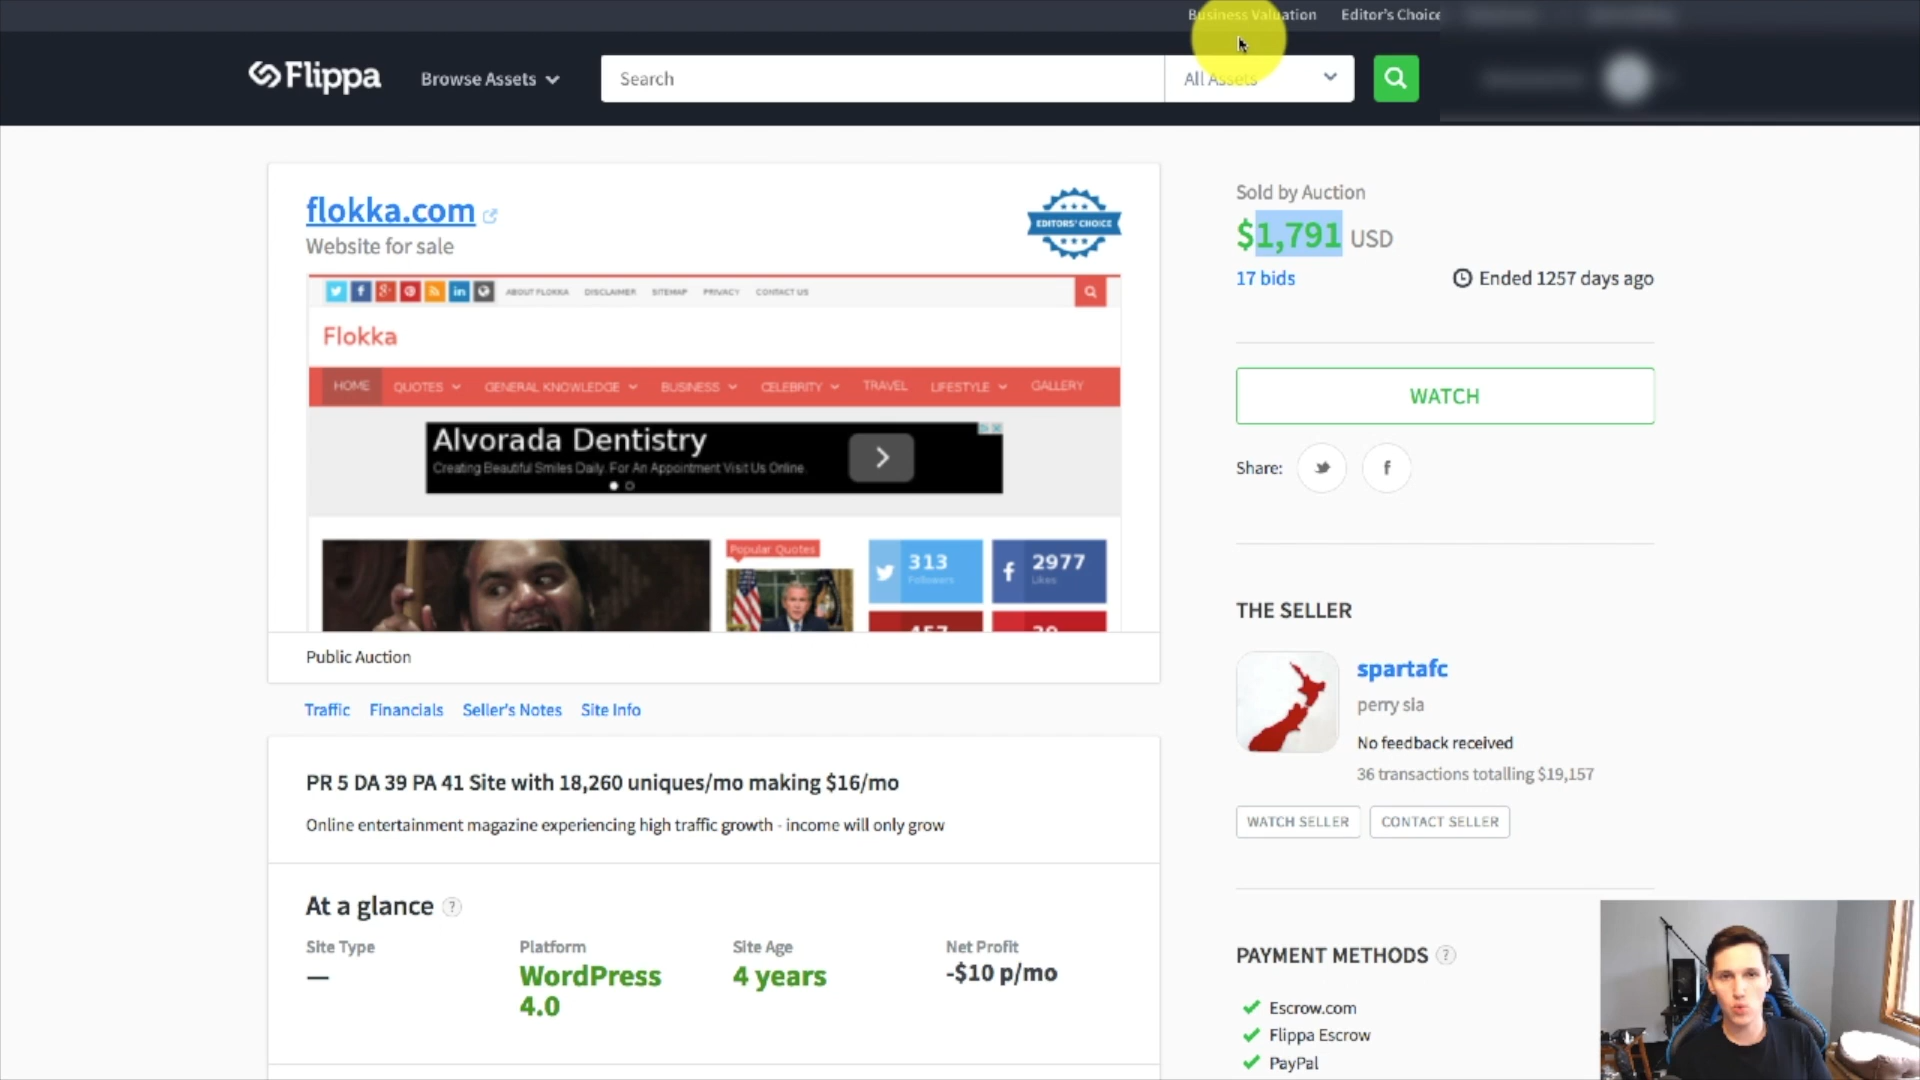 Business Valuation Editor's Choice
Flippa
Browse Assets
Search
All Assets
flokka.com
Website for sale
EDITORS' CHOICE
ABOUT FLOKKA DISCLAIMER SITEMAP PRIVACY CONTACT US
Flokka
HOME QUOTES GENERAL KNOWLEDGE BUSINESS CELEBRITY TRAVEL LIFESTYLE GALLERY
Alvorada Dentistry
Creating Beautiful Smiles Daily. For An Appointment Visit Us Online.
Popular Quotes
313
Followers
2977
Likes
Public Auction
Traffic Financials Seller's Notes Site Info
PR 5 DA 39 PA 41 Site with 18,260 uniques/mo making $16/mo
Online entertainment magazine experiencing high traffic growth - income will only grow
At a glance ?
Site Type
—
Platform
WordPress
4.0
Site Age
4 years
Net Profit
-$10 p/mo
Sold by Auction
$1,791 USD
17 bids
Ended 1257 days ago
WATCH
Share:
THE SELLER
spartafc
perry sla
No feedback received
36 transactions totalling $19,157
WATCH SELLER CONTACT SELLER
PAYMENT METHODS ?
Escrow.com
Flippa Escrow
PayPal